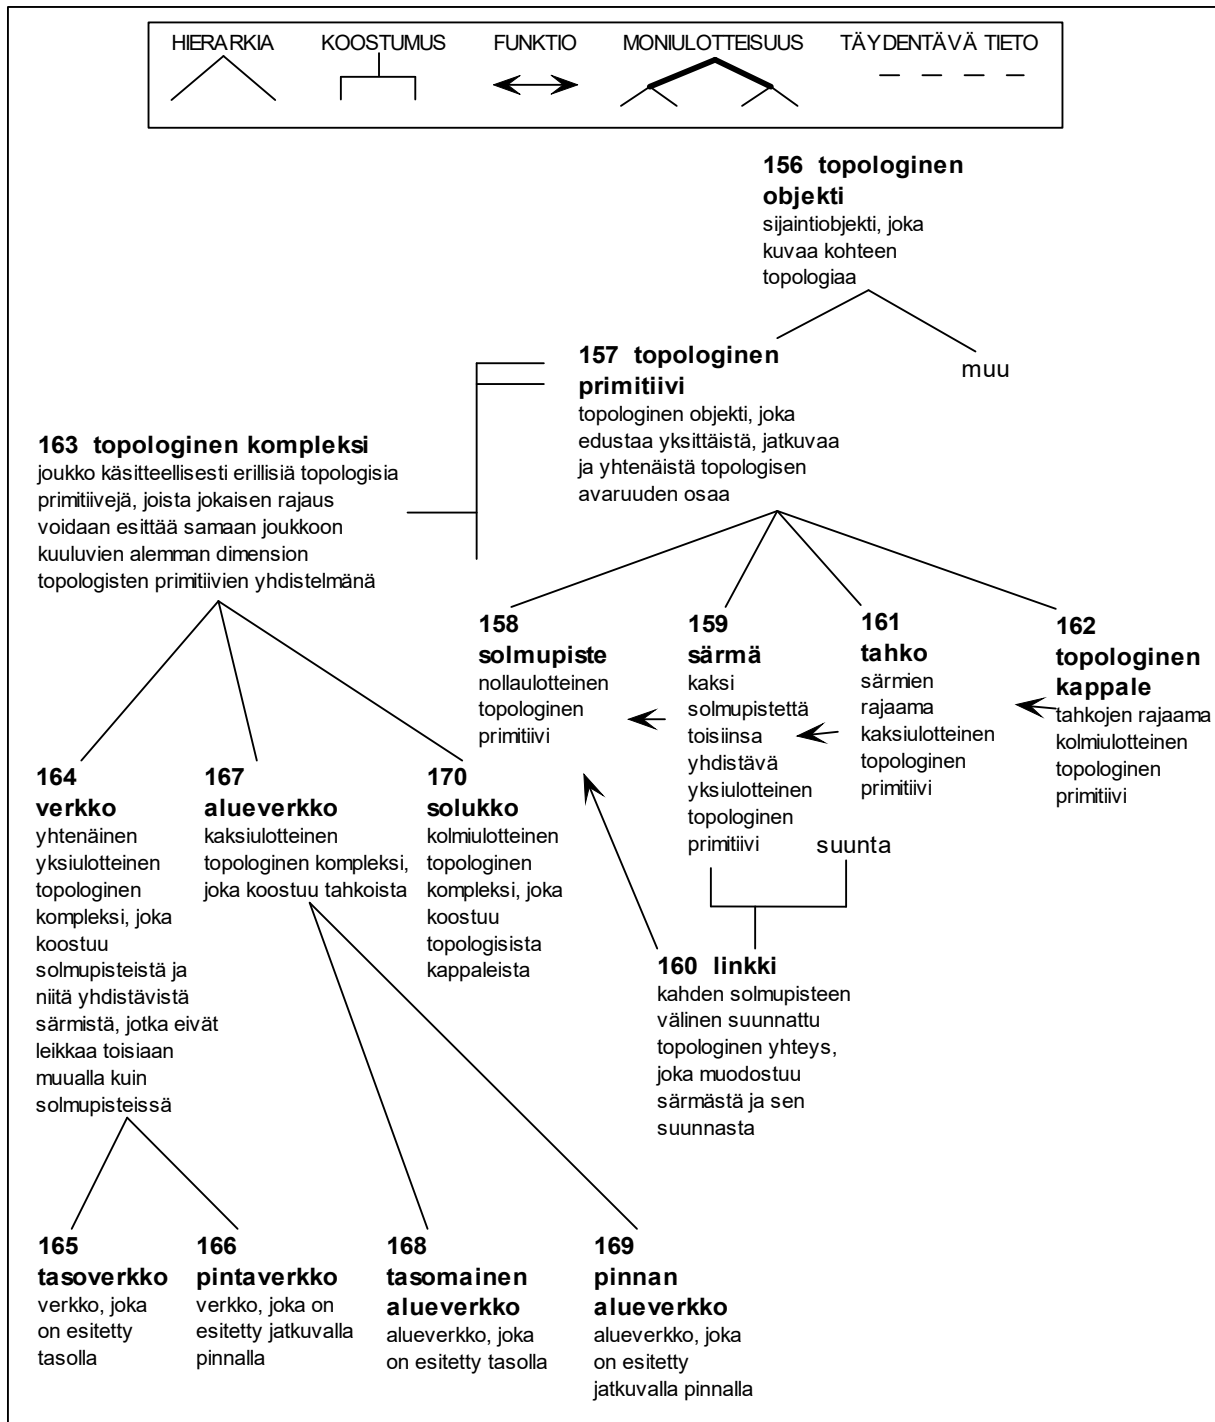 HIERARKIA KOOSTUMUS FUNKTIO MONIULOTTEISUUS TÄYDENTÄVÄ TIETO
156 topologinen
objekti
sijaintiobjekti, joka
kuvaa kohteen
topologiaa
157 topologinen
primitiivi
topologinen objekti, joka
edustaa yksittäistä, jatkuvaa
ja yhtenäistä topologisen
avaruuden osaa
muu
163 topologinen kompleksi
joukko käsitteellisesti erillisiä topologisia
primitiivejä, joista jokaisen rajaus
voidaan esittää samaan joukkoon
kuuluvien alemman dimension
topologisten primitiivien yhdistelmänä
158
solmupiste
nollaulotteinen
topologinen
primitiivi
159
särmä
kaksi
solmupistettä
toisiinsa
yhdistävä
yksiulotteinen
topologinen
primitiivi
161
tahko
särmien
rajaama
kaksiulotteinen
topologinen
primitiivi
162
topologinen
kappale
tahkojen rajaama
kolmiulotteinen
topologinen
primitiivi
suunta
164
verkko
yhtenäinen
yksiulotteinen
topologinen
kompleksi, joka
koostuu
solmupisteistä ja
niitä yhdistävistä
särmistä, jotka eivät
leikkaa toisiaan
muualla kuin
solmupisteissä
167
alueverkko
kaksiulotteinen
topologinen kompleksi,
joka koostuu tahkoista
170
solukko
kolmiulotteinen
topologinen
kompleksi, joka
koostuu
topologisista
kappaleista
160 linkki
kahden solmupisteen
välinen suunnattu
topologinen yhteys,
joka muodostuu
särmästä ja sen
suunnasta
165
tasoverkko
verkko, joka
on esitetty
tasolla
166
pintaverkko
verkko, joka on
esitetty jatkuvalla
pinnalla
168
tasomainen
alueverkko
alueverkko, joka
on esitetty tasolla
169
pinnan
alueverkko
alueverkko, joka
on esitetty
jatkuvalla pinnalla